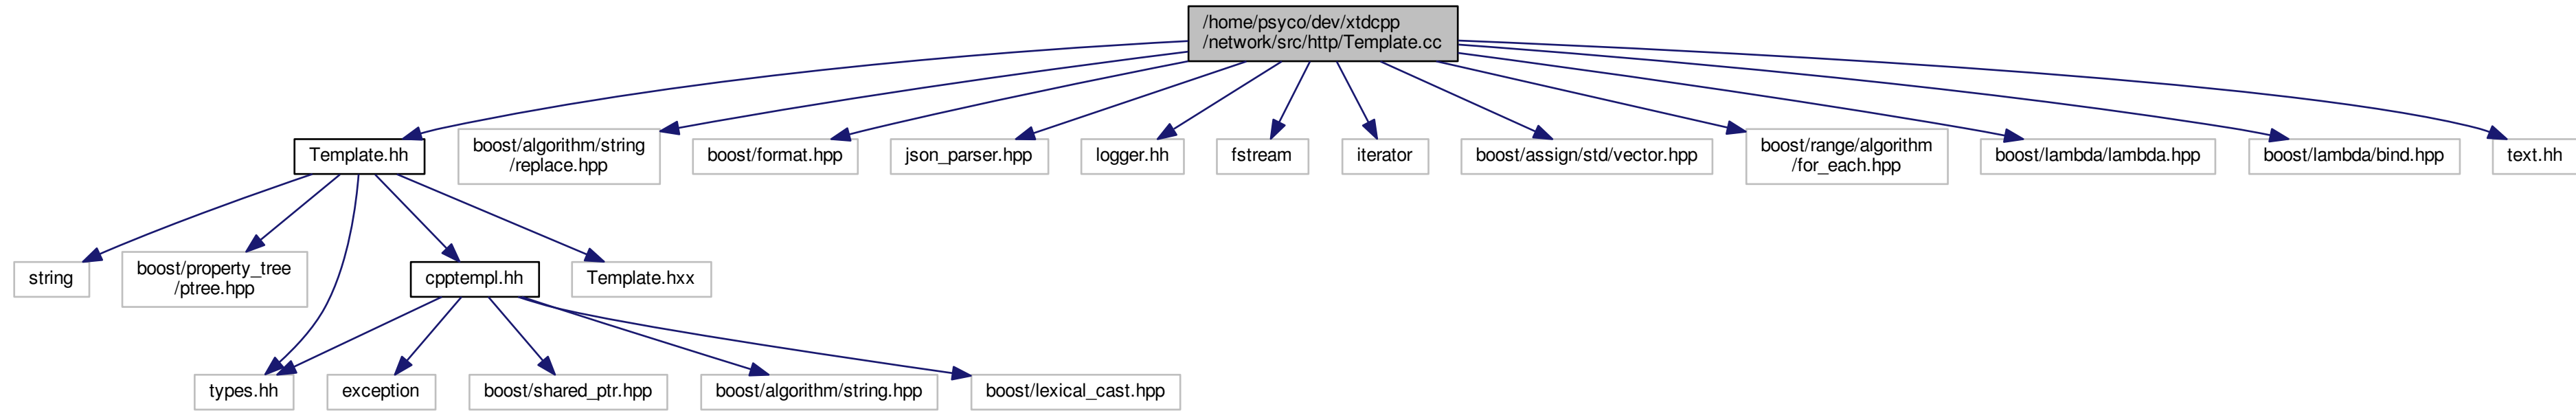 /home/psyco/dev/xtdcpp
/network/src/http/Template.cc
Template.hh
boost/algorithm/string
/replace.hpp
boost/format.hpp
json_parser.hpp
logger.hh
fstream
iterator
boost/assign/std/vector.hpp
boost/range/algorithm
/for_each.hpp
boost/lambda/lambda.hpp
boost/lambda/bind.hpp
text.hh
string
boost/property_tree
/ptree.hpp
cpptempl.hh
Template.hxx
types.hh
exception
boost/shared_ptr.hpp
boost/algorithm/string.hpp
boost/lexical_cast.hpp